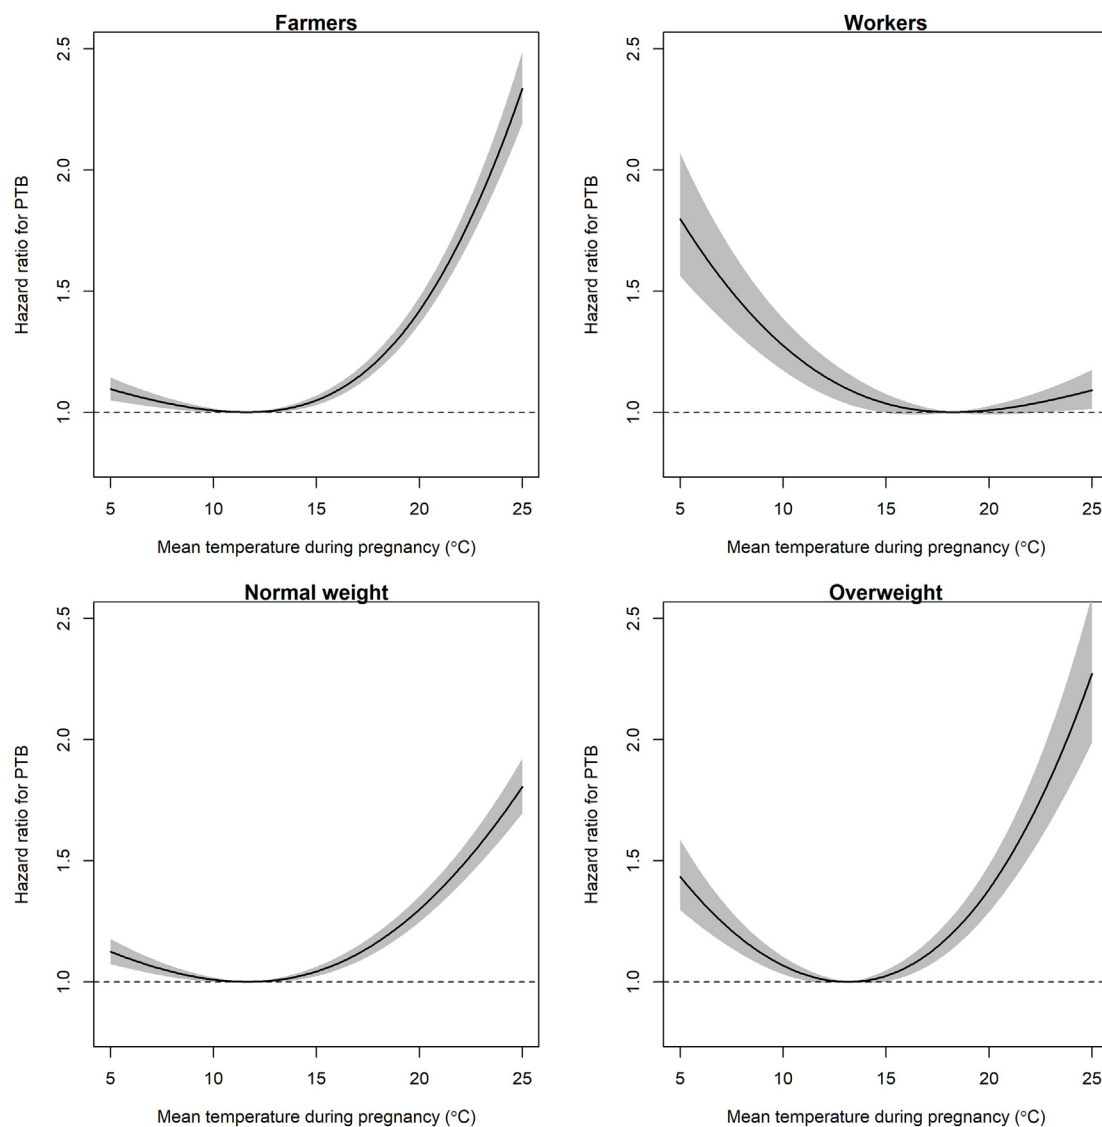 Farmers
Hazard ratio for PTB
2.5
2.0
1.5
1.0
5 10 15 20 25
Mean temperature during pregnancy (°C)
Workers
Hazard ratio for PTB
2.5
2.0
1.5
1.0
5 10 15 20 25
Mean temperature during pregnancy (°C)
Normal weight
Hazard ratio for PTB
2.5
2.0
1.5
1.0
5 10 15 20 25
Mean temperature during pregnancy (°C)
Overweight
Hazard ratio for PTB
2.5
2.0
1.5
1.0
5 10 15 20 25
Mean temperature during pregnancy (°C)